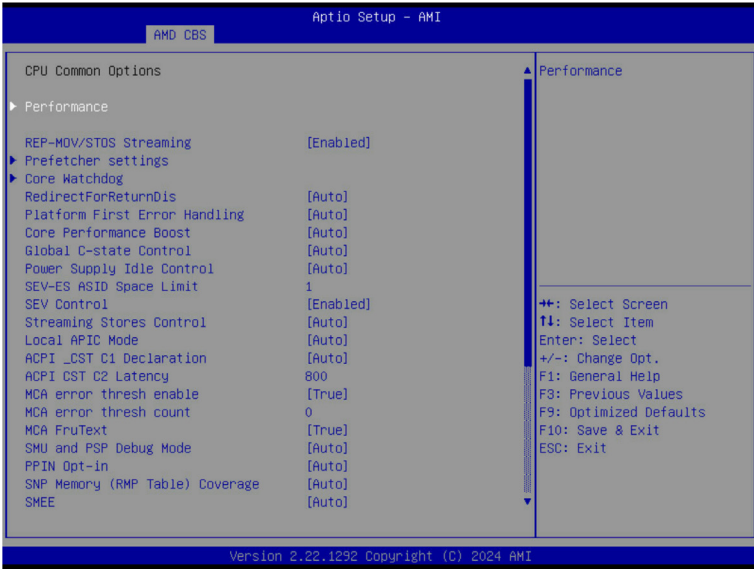 Aptio Setup – AMI
AMD CBS
CPU Common Options
Performance
REP-MOV/STOS Streaming [Enabled]
Prefetcher settings
Core Watchdog
RedirectForReturnDis [Auto]
Platform First Error Handling [Auto]
Core Performance Boost [Auto]
Global C-state Control [Auto]
Power Supply Idle Control [Auto]
SEV-ES ASID Space Limit 1
SEV Control [Enabled]
Streaming Stores Control [Auto]
Local APIC Mode [Auto]
ACPI _CST C1 Declaration [Auto]
ACPI CST C2 Latency 800
MCA error thresh enable [True]
MCA error thresh count 0
MCA FruText [True]
SMU and PSP Debug Mode [Auto]
PPIN Opt-in [Auto]
SNP Memory (RMP Table) Coverage [Auto]
SMEE [Auto]
Performance
→←: Select Screen
↑↓: Select Item
Enter: Select
+/-: Change Opt.
F1: General Help
F3: Previous Values
F9: Optimized Defaults
F10: Save & Exit
ESC: Exit
Version 2.22.1292 Copyright (C) 2024 AMI